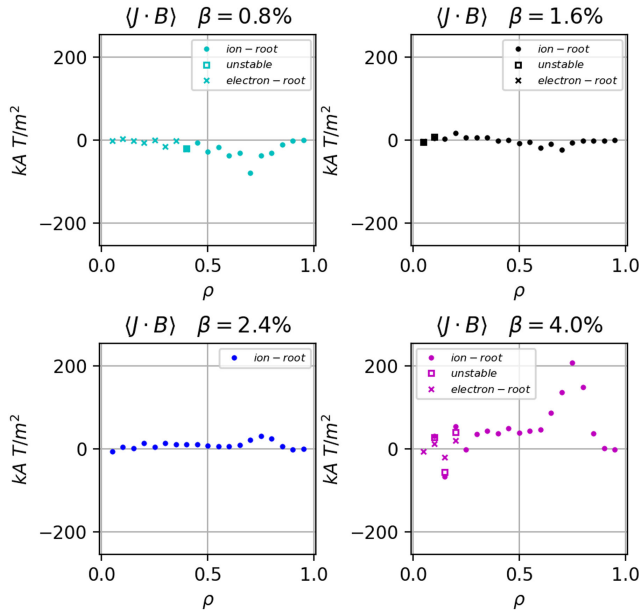 ⟨J · B⟩ β = 0.8%
ion − root
unstable
electron − root
200
0
−200
kA T/m²
0.0 0.5 1.0
ρ
⟨J · B⟩ β = 1.6%
ion − root
unstable
electron − root
200
0
−200
kA T/m²
0.0 0.5 1.0
ρ
⟨J · B⟩ β = 2.4%
ion − root
200
0
−200
kA T/m²
0.0 0.5 1.0
ρ
⟨J · B⟩ β = 4.0%
ion − root
unstable
electron − root
200
0
−200
kA T/m²
0.0 0.5 1.0
ρ